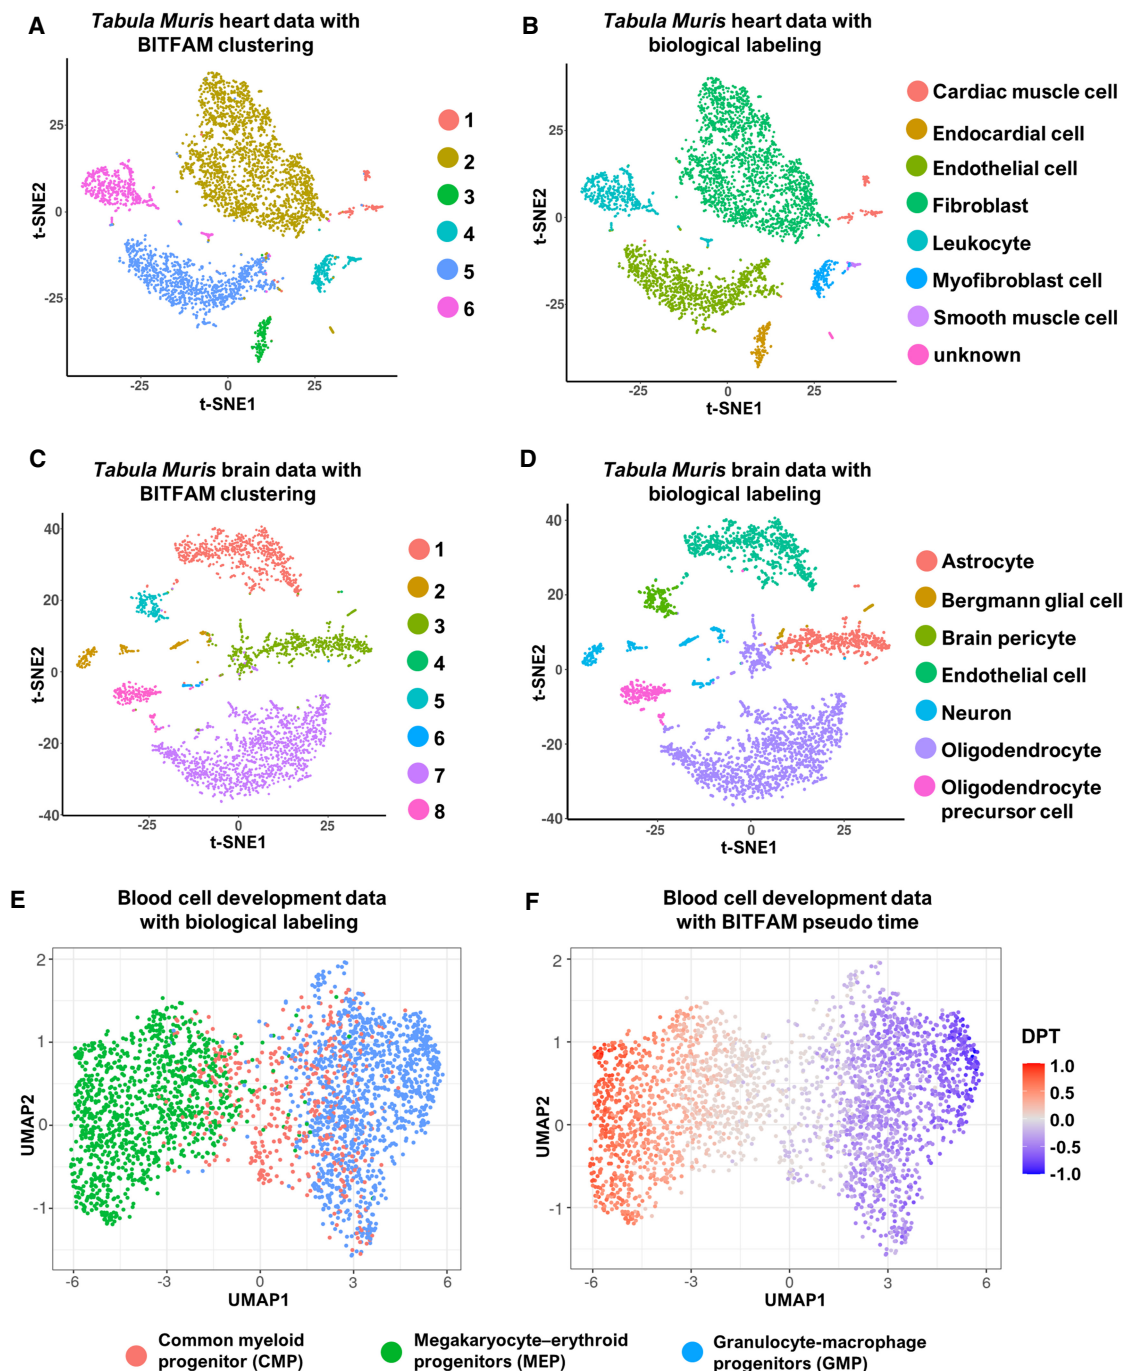 A
Tabula Muris heart data with
BITFAM clustering
t-SNE2
25
0
-25
-25
0
25
t-SNE1
1
2
3
4
5
6
B
Tabula Muris heart data with
biological labeling
t-SNE2
25
0
-25
-25
0
25
t-SNE1
Cardiac muscle cell
Endocardial cell
Endothelial cell
Fibroblast
Leukocyte
Myofibroblast cell
Smooth muscle cell
unknown
C
Tabula Muris brain data with
BITFAM clustering
t-SNE2
40
20
0
-20
-40
-25
0
25
t-SNE1
1
2
3
4
5
6
7
8
D
Tabula Muris brain data with
biological labeling
t-SNE2
40
20
0
-20
-40
-25
0
25
t-SNE1
Astrocyte
Bergmann glial cell
Brain pericyte
Endothelial cell
Neuron
Oligodendrocyte
Oligodendrocyte
precursor cell
E
Blood cell development data
with biological labeling
UMAP2
2
1
0
-1
-6
-3
0
3
6
UMAP1
F
Blood cell development data
with BITFAM pseudo time
UMAP2
2
1
0
-1
-6
-3
0
3
6
UMAP1
DPT
1.0
0.5
0.0
-0.5
-1.0
Common myeloid
progenitor (CMP)
Megakaryocyte–erythroid
progenitors (MEP)
Granulocyte-macrophage
progenitors (GMP)